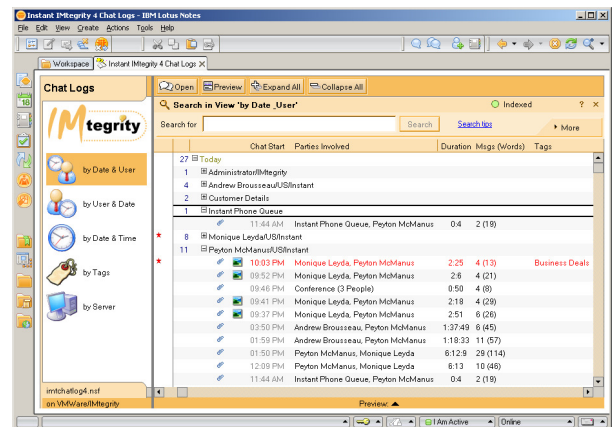 Instant IMtegrity 4 Chat Logs - IBM Lotus Notes
File Edit View Create Actions Tools Help
Workspace Instant IMtegrity 4 Chat Logs
Chat Logs Open Preview Expand All Collapse All
Search in View 'by Date _User' Indexed ? ×
Search for Search Search tips More
IMtegrity
by Date & User
by User & Date
by Date & Time
by Tags
by Server
imtchatlog4.nsf
on VMWare/IMtegrity
Chat Start Parties Involved Duration Msgs (Words) Tags
27 Today
1 Administrator/IMtegrity
4 Andrew Brousseau/US/Instant
2 Customer Details
1 Instant Phone Queue
11:44 AM Instant Phone Queue, Peyton McManus 0:4 2 (19)
* 8 Monique Leyda/US/Instant
11 Peyton McManus/US/Instant
* 10:03 PM Monique Leyda, Peyton McManus 2:25 4 (13) Business Deals
09:52 PM Monique Leyda, Peyton McManus 2:6 4 (21)
09:46 PM Conference (3 People) 0:50 4 (8)
09:41 PM Monique Leyda, Peyton McManus 2:18 4 (29)
09:37 PM Monique Leyda, Peyton McManus 2:51 6 (26)
03:50 PM Andrew Brousseau, Peyton McManus 1:37:49 6 (45)
01:59 PM Andrew Brousseau, Peyton McManus 1:18:33 11 (57)
01:50 PM Peyton McManus, Monique Leyda 6:12:9 29 (114)
12:09 PM Peyton McManus, Monique Leyda 6:13 10 (46)
11:44 AM Instant Phone Queue, Peyton McManus 0:4 2 (19)
Preview:
I Am Active Online